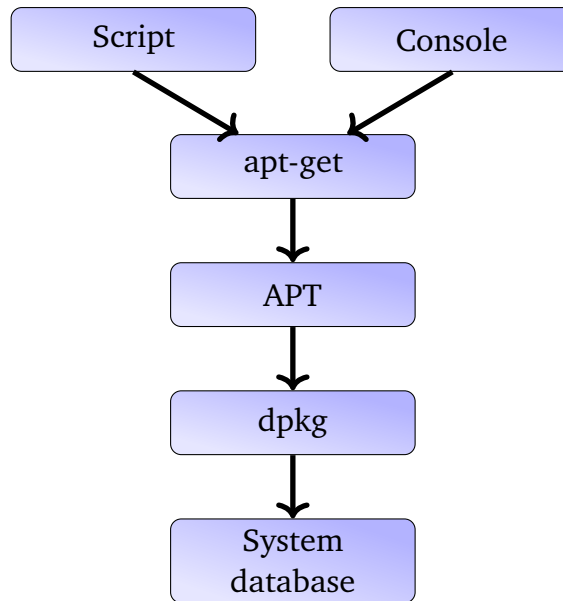 Script
Console
apt-get
APT
dpkg
System
database